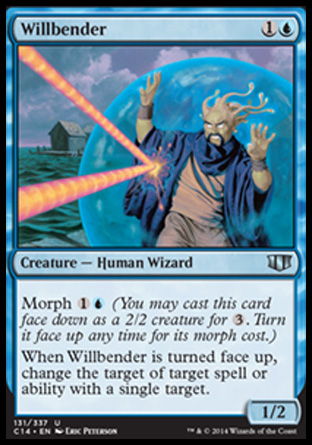 Willbender 1
Creature — Human Wizard
Morph 1 (You may cast this card
face down as a 2/2 creature for 3. Turn
it face up any time for its morph cost.)
When Willbender is turned face up,
change the target of target spell or
ability with a single target.
1/2
131/337 U
C14 • EN Eric Peterson ™ & © 2014 Wizards of the Coast